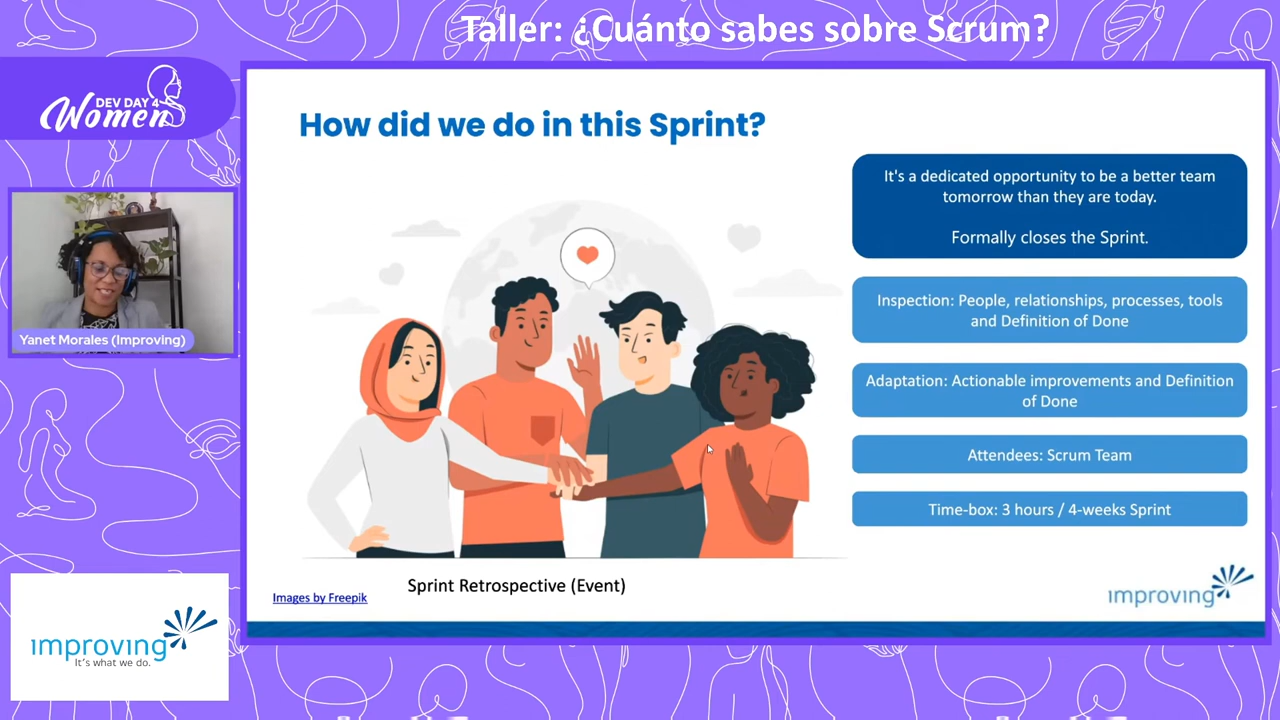 Taller: ¿Cuánto sabes sobre Scrum?
DEV DAY 4
Women
Yanet Morales (Improving)
improving
It's what we do.
How did we do in this Sprint?
It's a dedicated opportunity to be a better team
tomorrow than they are today.
Formally closes the Sprint.
Inspection: People, relationships, processes, tools
and Definition of Done
Adaptation: Actionable improvements and Definition
of Done
Attendees: Scrum Team
Time-box: 3 hours / 4-weeks Sprint
Sprint Retrospective (Event)
Images by Freepik
improving